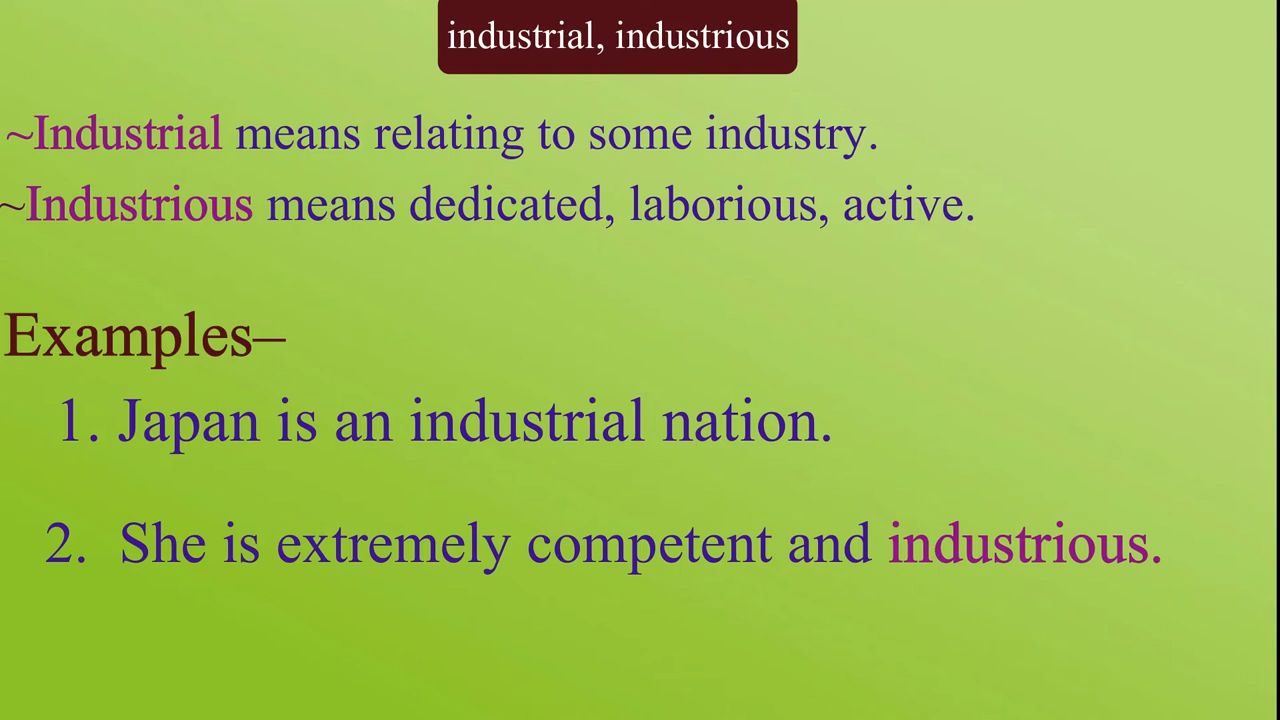 industrial, industrious
~Industrial means relating to some industry.
~Industrious means dedicated, laborious, active.
Examples–
1. Japan is an industrial nation.
2. She is extremely competent and industrious.